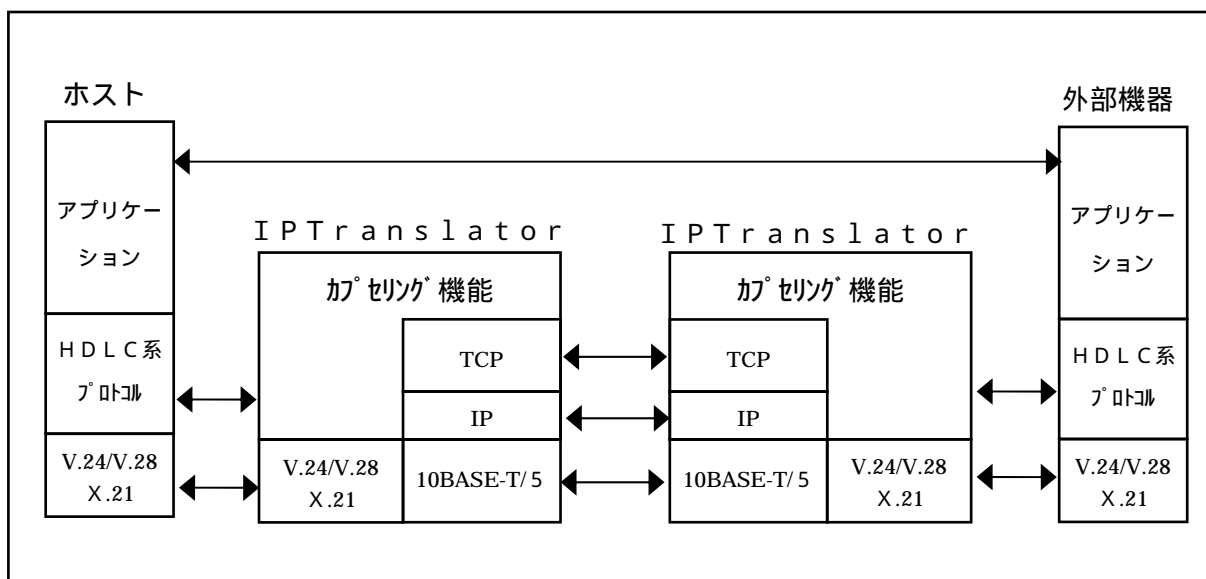 ホスト
外部機器
アプリケー
ション
ＩＰＴｒａｎｓｌａｔｏｒ
ＩＰＴｒａｎｓｌａｔｏｒ
アプリケー
ション
ｶﾌﾟｾﾘﾝｸﾞ機能
ｶﾌﾟｾﾘﾝｸﾞ機能
ＨＤＬＣ系
ﾌﾟﾛﾄｺﾙ
TCP
TCP
ＨＤＬＣ系
ﾌﾟﾛﾄｺﾙ
IP
IP
V.24/V.28
Ｘ.21
V.24/V.28
Ｘ.21
10BASE-T/５
10BASE-T/５
V.24/V.28
Ｘ.21
V.24/V.28
Ｘ.21